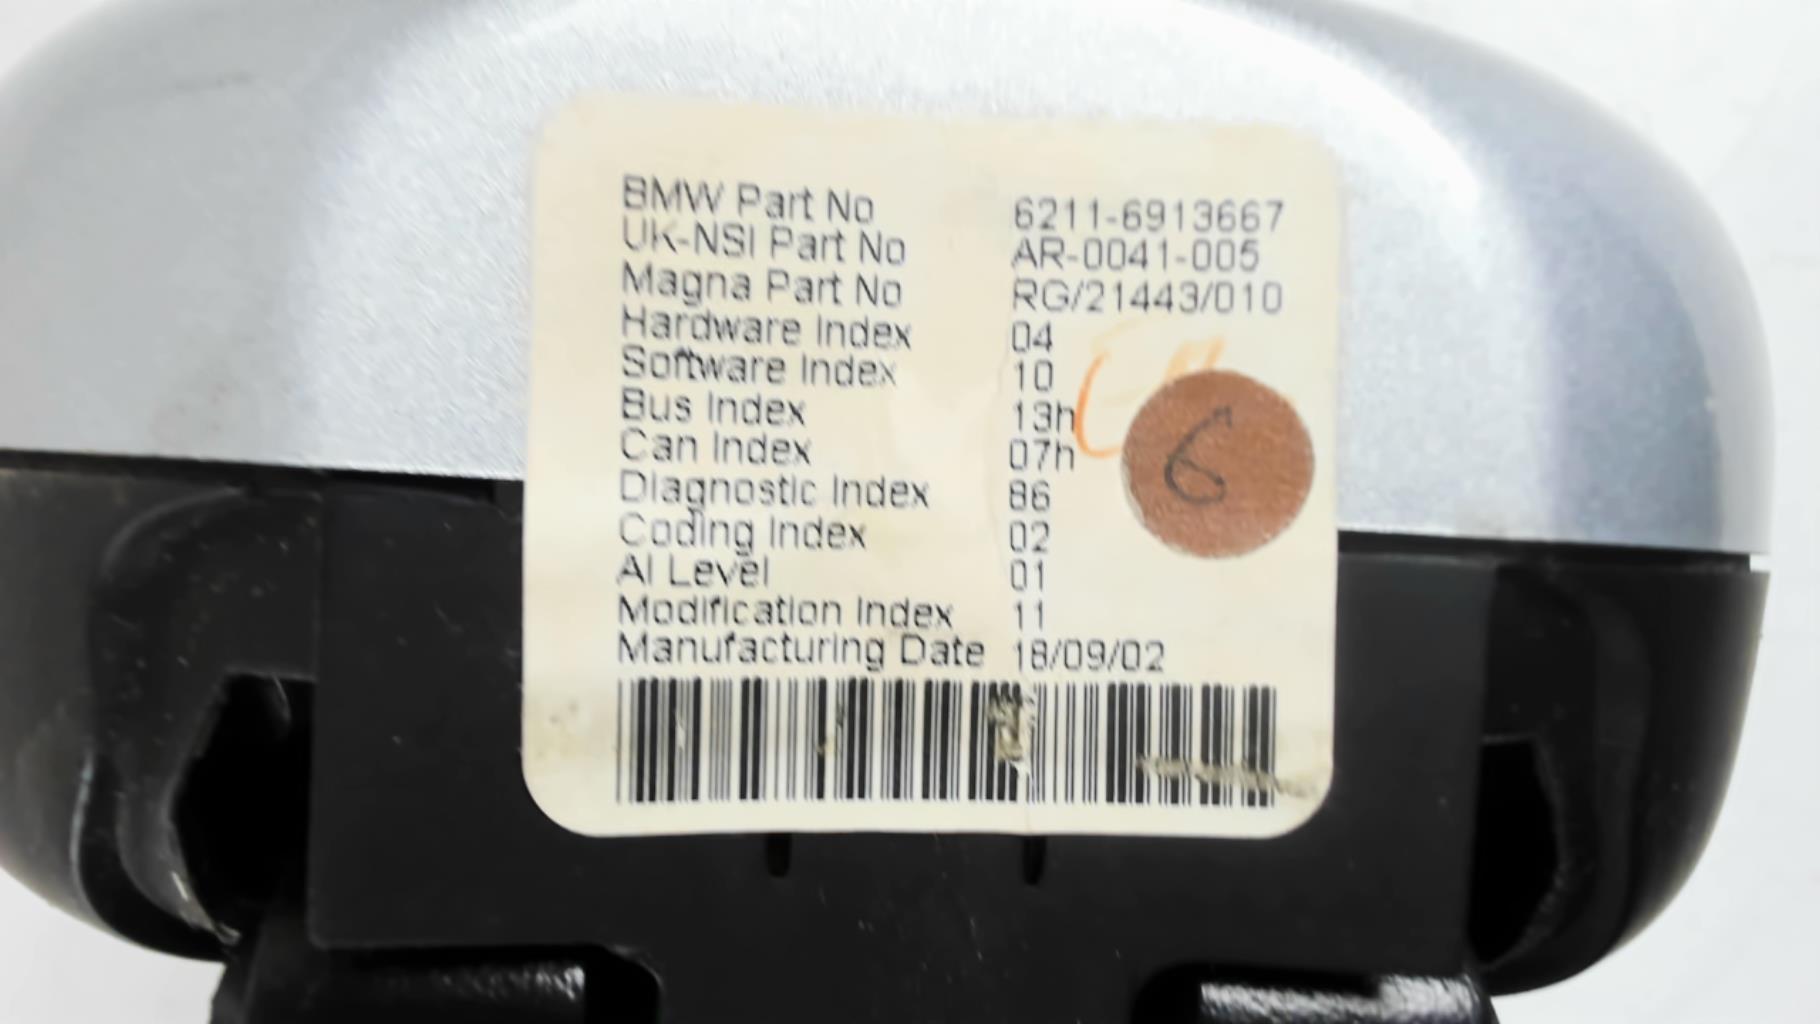 BMW Part No 6211-6913667
UK-NSI Part No AR-0041-005
Magna Part No RG/21443/010
Hardware Index 04
Software Index 10
Bus Index 13h
Can Index 07h
Diagnostic Index 86
Coding Index 02
AI Level 01
Modification Index 11
Manufacturing Date 18/09/02
6